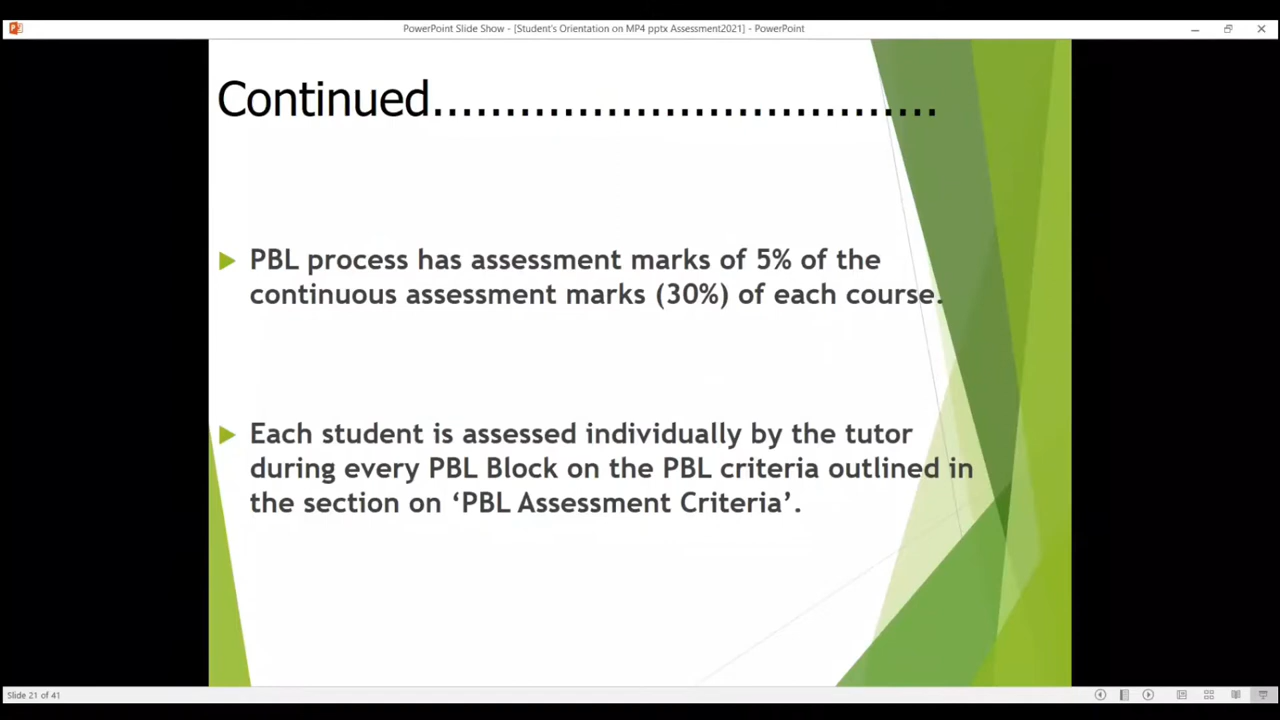 PowerPoint Slide Show - [Student's Orientation on MP4 pptx Assessment2021] - PowerPoint
Continued...................................
PBL process has assessment marks of 5% of the
continuous assessment marks (30%) of each course.
Each student is assessed individually by the tutor
during every PBL Block on the PBL criteria outlined in
the section on ‘PBL Assessment Criteria’.
Slide 21 of 41